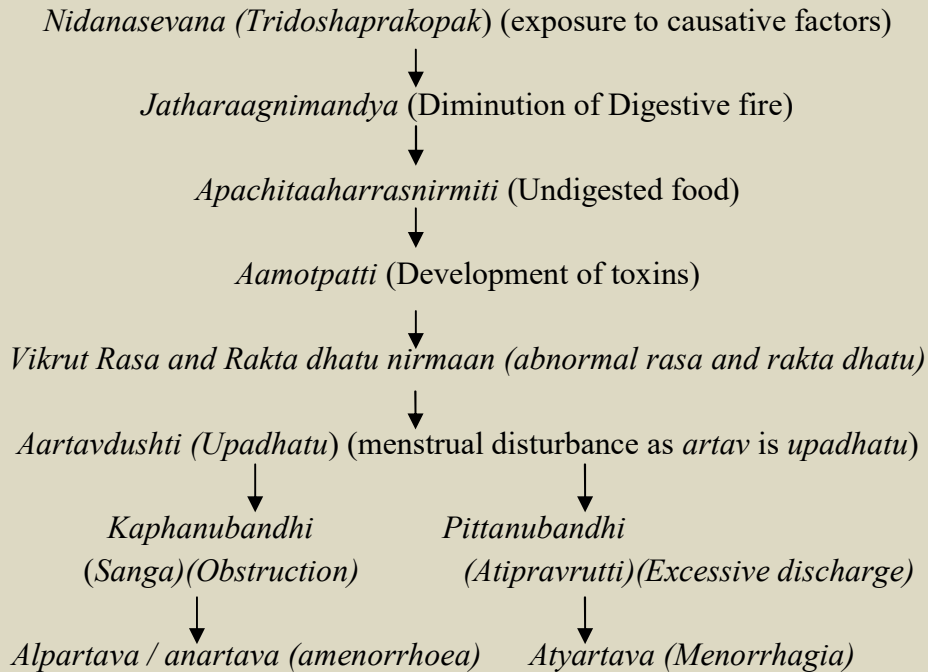 Nidanasevana (Tridoshaprakopak) (exposure to causative factors)
Jatharaagnimandya (Diminution of Digestive fire)
Apachitaaharrasnirmiti (Undigested food)
Aamotpatti (Development of toxins)
Vikrut Rasa and Rakta dhatu nirmaan (abnormal rasa and rakta dhatu)
Aartavdushti (Upadhatu) (menstrual disturbance as artav is upadhatu)
Kaphanubandhi
(Sanga)(Obstruction)
Pittanubandhi
(Atipravrutti)(Excessive discharge)
Alpartava / anartava (amenorrhoea)
Atyartava (Menorrhagia)